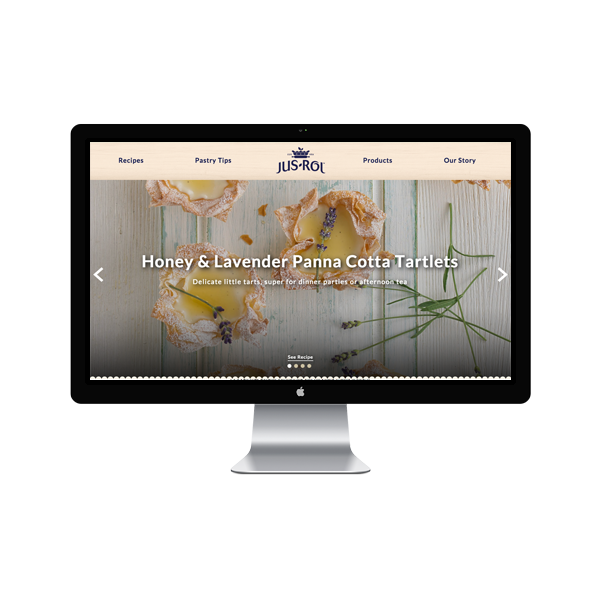 Recipes
Pastry Tips
JUS-ROL
Products
Our Story
Honey & Lavender Panna Cotta Tartlets
Delicate little tarts, super for dinner parties or afternoon tea
See Recipe